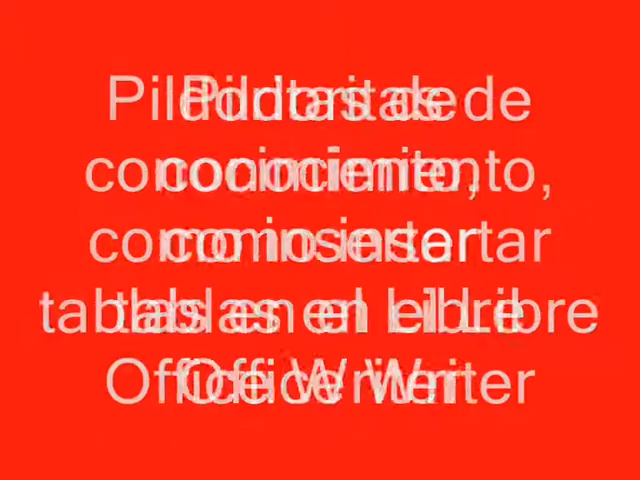 Pildoritas de
conocimiento,
como insertar
tablas en el Libre
Office Writer